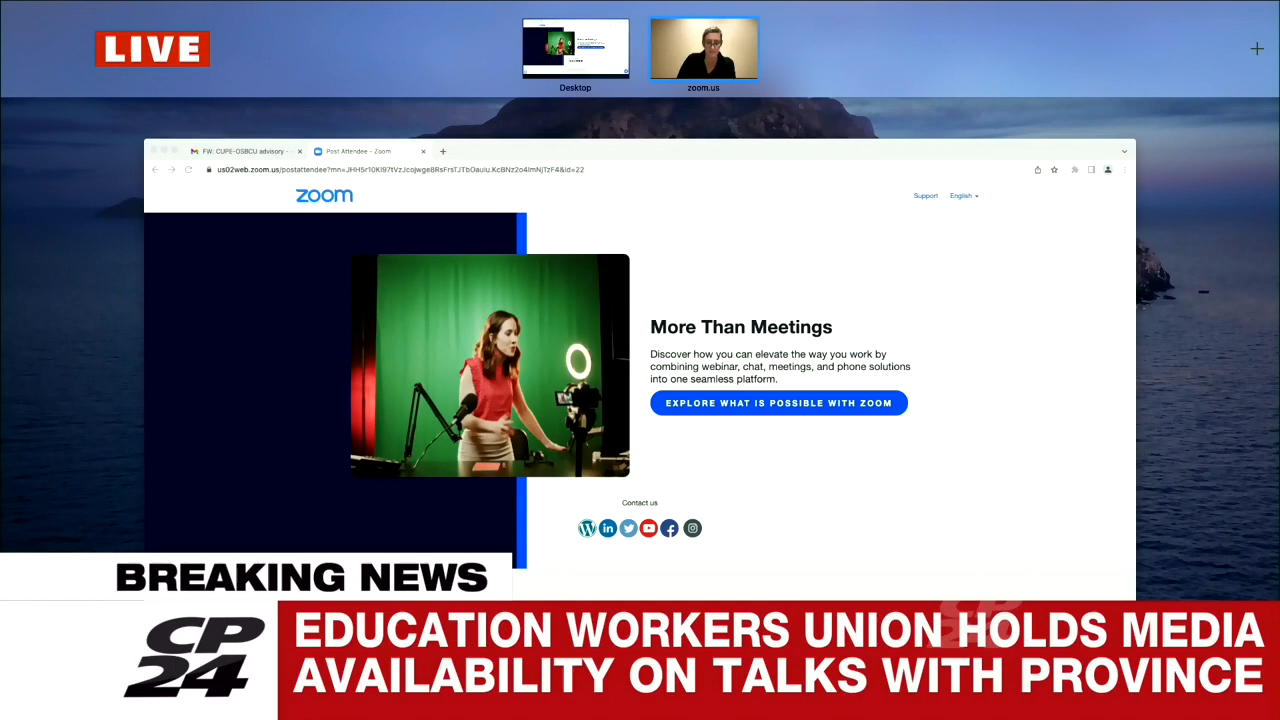 LIVE
Desktop
zoom.us
FW: CUPE-OSBCU advisory -
Post Attendee - Zoom
zoom
Support
English
More Than Meetings
Discover how you can elevate the way you work by
combining webinar, chat, meetings, and phone solutions
into one seamless platform.
EXPLORE WHAT IS POSSIBLE WITH ZOOM
Contact us
BREAKING NEWS
CP
24
EDUCATION WORKERS UNION HOLDS MEDIA
AVAILABILITY ON TALKS WITH PROVINCE